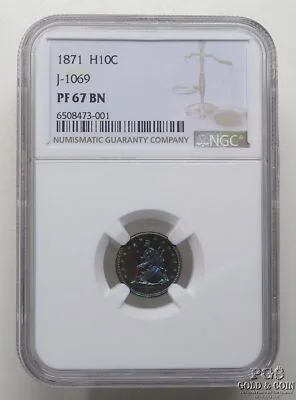 1871 H10C
J-1069
PF 67 BN
6508473-001
NUMISMATIC GUARANTY COMPANY
NGC
PGS
GOLD & COIN